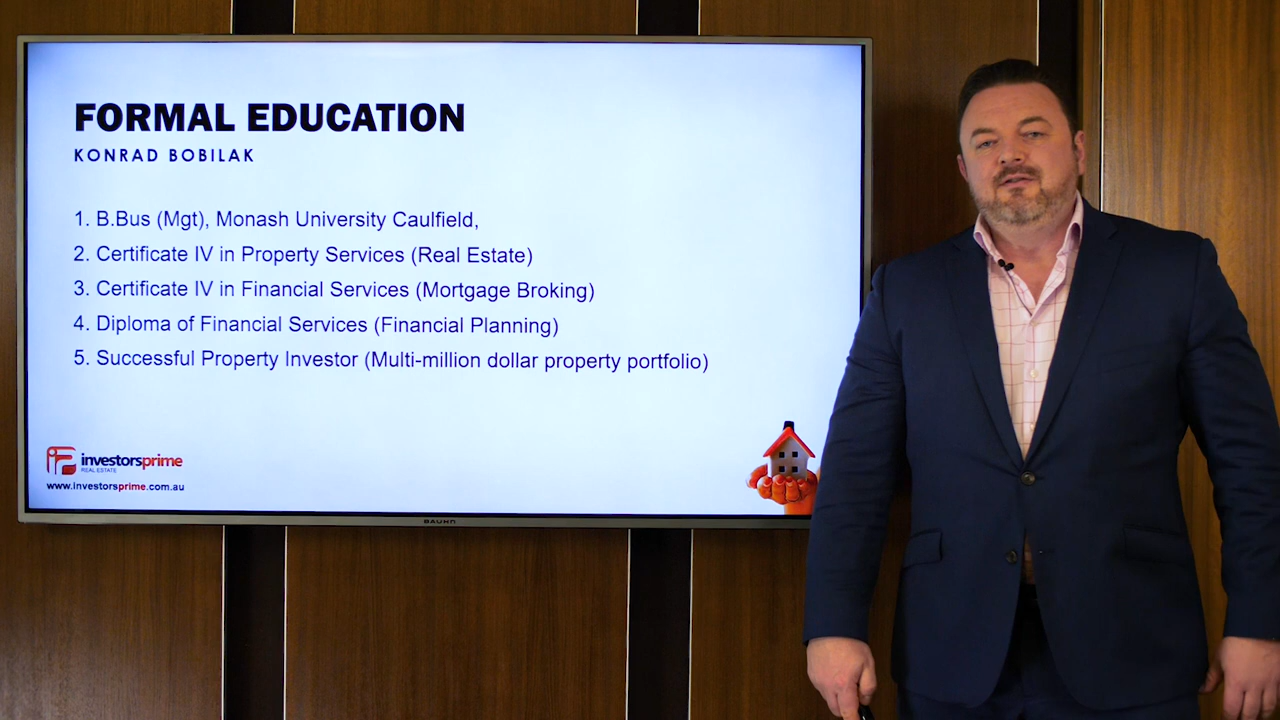 FORMAL EDUCATION
KONRAD BOBILAK
1. B.Bus (Mgt), Monash University Caulfield,
2. Certificate IV in Property Services (Real Estate)
3. Certificate IV in Financial Services (Mortgage Broking)
4. Diploma of Financial Services (Financial Planning)
5. Successful Property Investor (Multi-million dollar property portfolio)
investorsprime
REAL ESTATE
www.investorsprime.com.au
BAUHN